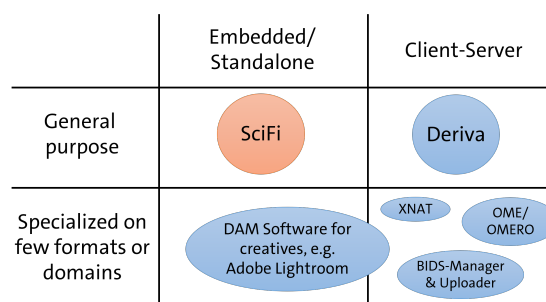 Embedded/
Standalone
Client-Server
General
purpose
SciFi
Deriva
Specialized on
few formats or
domains
DAM Software for
creatives, e.g.
Adobe Lightroom
XNAT
OME/
OMERO
BIDS-Manager
& Uploader